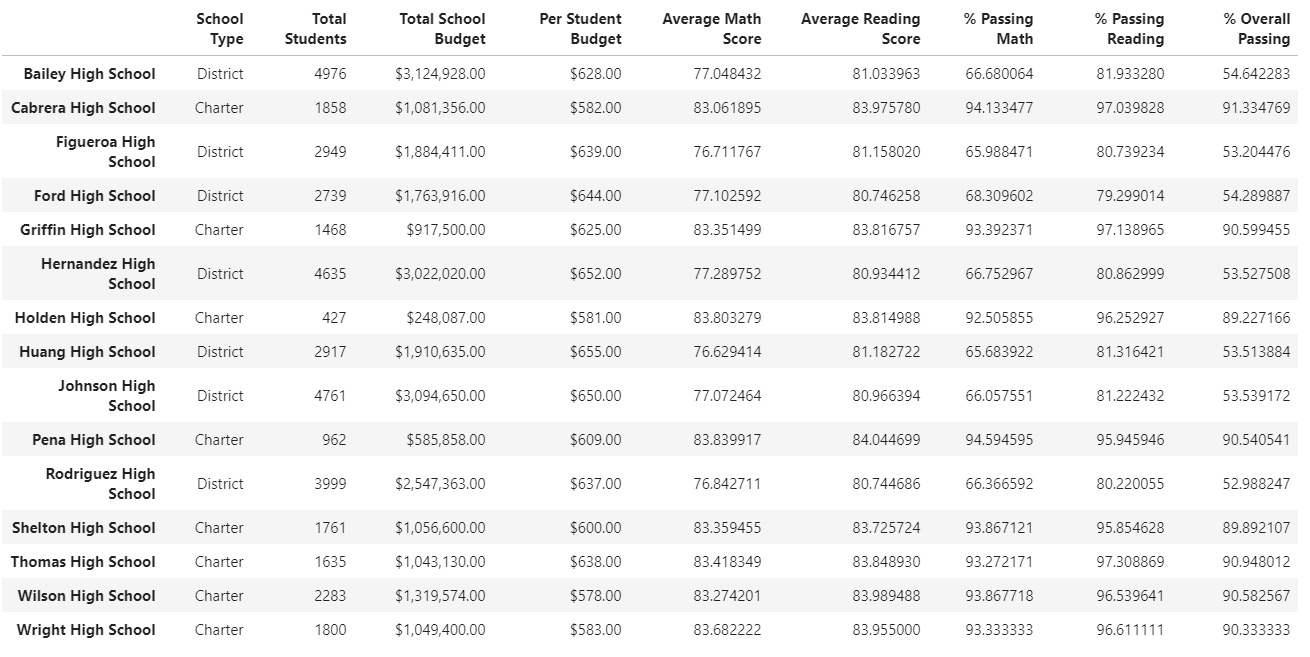 School Type Total Students Total School Budget Per Student Budget Average Math Score Average Reading Score % Passing Math % Passing Reading % Overall Passing
Bailey High School District 4976 $3,124,928.00 $628.00 77.048432 81.033963 66.680064 81.933280 54.642283
Cabrera High School Charter 1858 $1,081,356.00 $582.00 83.061895 83.975780 94.133477 97.039828 91.334769
Figueroa High School District 2949 $1,884,411.00 $639.00 76.711767 81.158020 65.988471 80.739234 53.204476
Ford High School District 2739 $1,763,916.00 $644.00 77.102592 80.746258 68.309602 79.299014 54.289887
Griffin High School Charter 1468 $917,500.00 $625.00 83.351499 83.816757 93.392371 97.138965 90.599455
Hernandez High School District 4635 $3,022,020.00 $652.00 77.289752 80.934412 66.752967 80.862999 53.527508
Holden High School Charter 427 $248,087.00 $581.00 83.803279 83.814988 92.505855 96.252927 89.227166
Huang High School District 2917 $1,910,635.00 $655.00 76.629414 81.182722 65.683922 81.316421 53.513884
Johnson High School District 4761 $3,094,650.00 $650.00 77.072464 80.966394 66.057551 81.222432 53.539172
Pena High School Charter 962 $585,858.00 $609.00 83.839917 84.044699 94.594595 95.945946 90.540541
Rodriguez High School District 3999 $2,547,363.00 $637.00 76.842711 80.744686 66.366592 80.220055 52.988247
Shelton High School Charter 1761 $1,056,600.00 $600.00 83.359455 83.725724 93.867121 95.854628 89.892107
Thomas High School Charter 1635 $1,043,130.00 $638.00 83.418349 83.848930 93.272171 97.308869 90.948012
Wilson High School Charter 2283 $1,319,574.00 $578.00 83.274201 83.989488 93.867718 96.539641 90.582567
Wright High School Charter 1800 $1,049,400.00 $583.00 83.682222 83.955000 93.333333 96.611111 90.333333